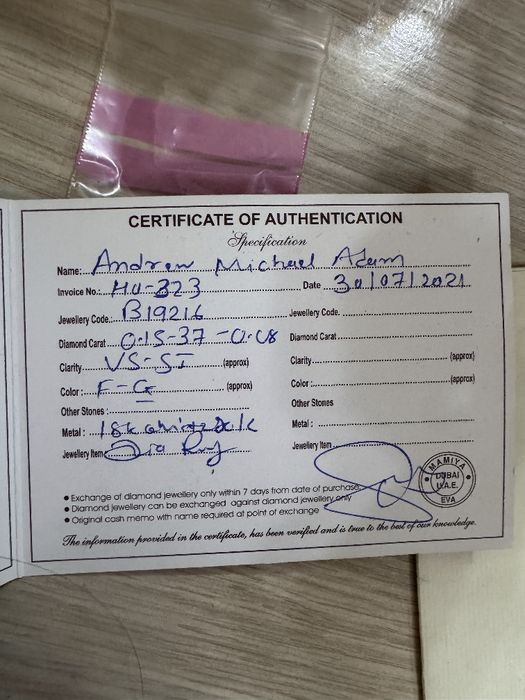 CERTIFICATE OF AUTHENTICATION
Specification
Name: Andrew Michael Adam
Invoice No.: HU-323 Date 30/07/2021
Jewellery Code: B19216 Jewellery Code:
Diamond Carat 0.15-37-0.08 Diamond Carat
Clarity VS-SI (approx) Clarity (approx)
Color: F-G (approx) Color: (approx)
Other Stones: Other Stones
Metal: 18k Metal:
Jewellery Item Dia Ring Jewellery Item
MAMIYA
DUBAI
U.A.E.
EVA
• Exchange of diamond jewellery only within 7 days from date of purchase
• Diamond jewellery can be exchanged against diamond jewellery only
• Original cash memo with name required at point of exchange
The information provided in the certificate, has been verified and is true to the best of our knowledge.